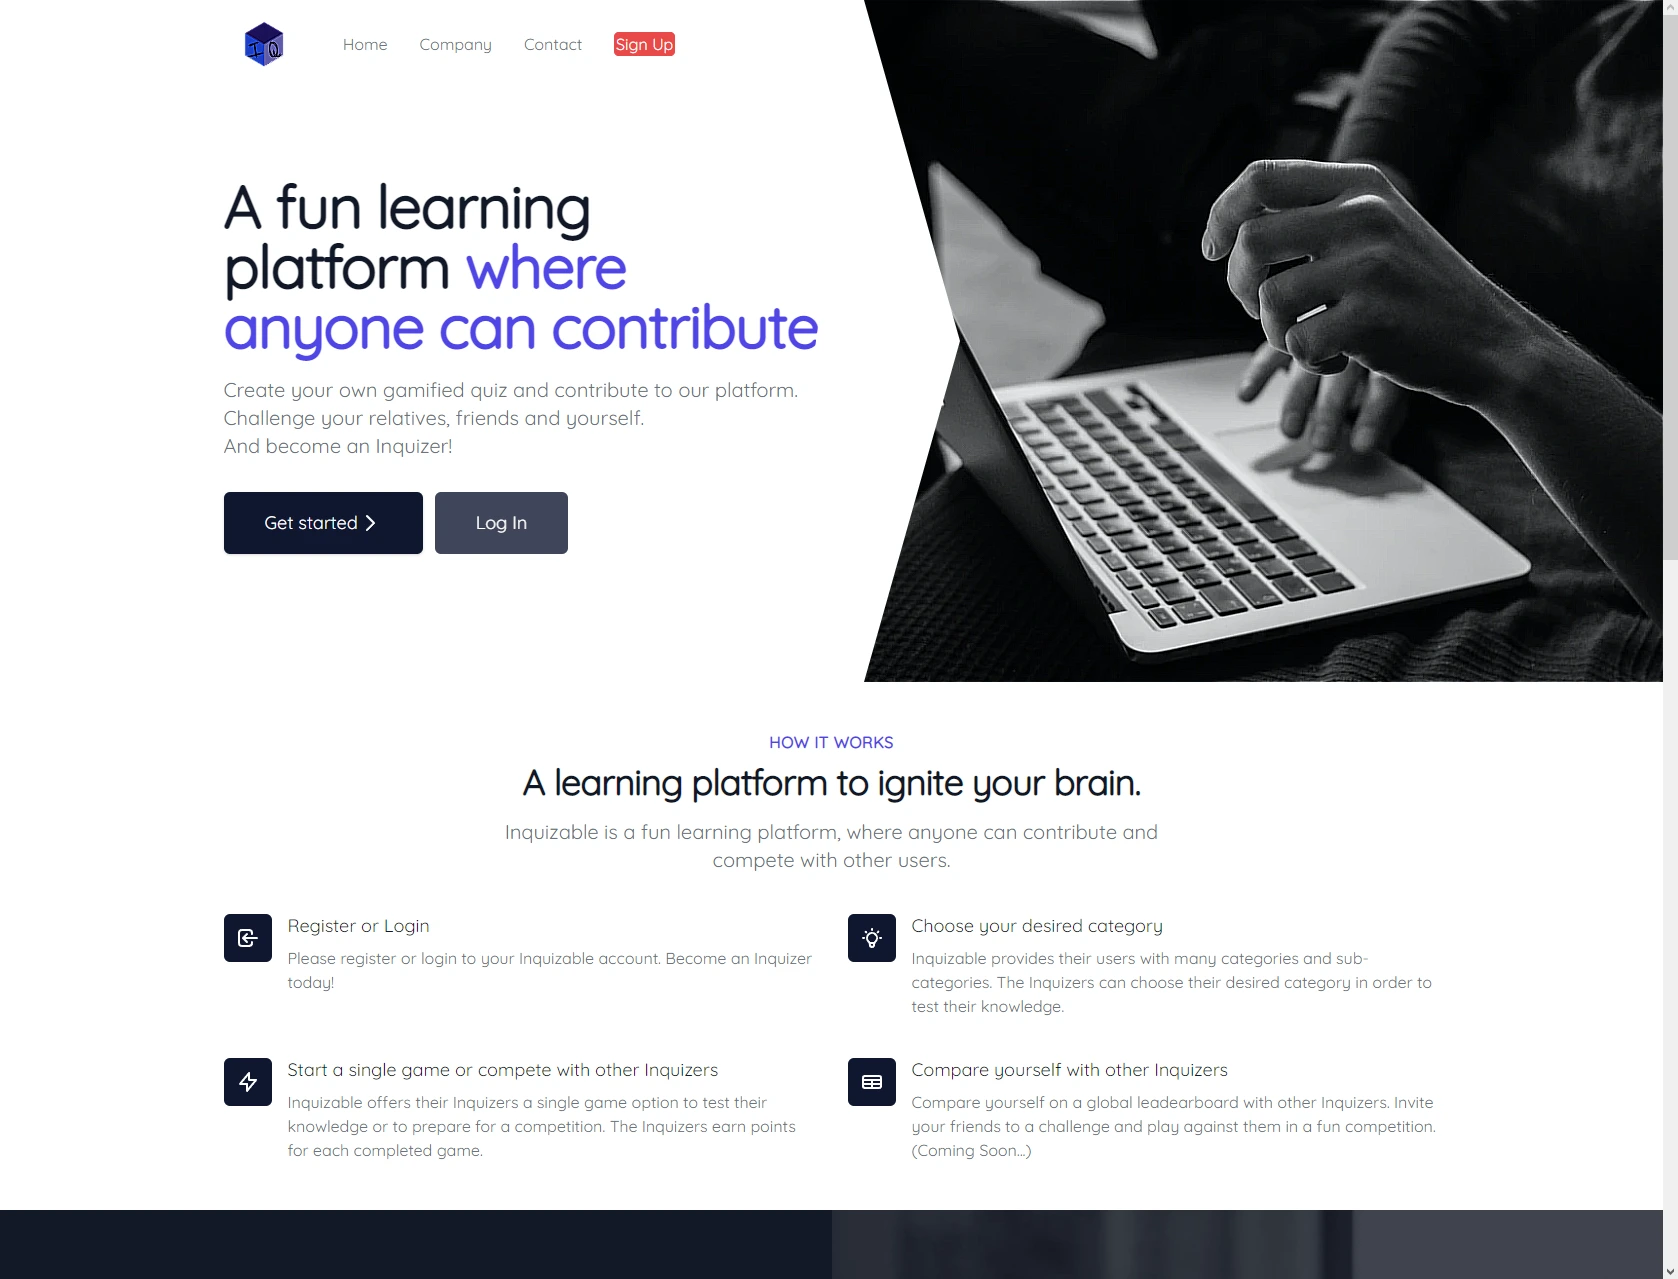 IQ
Home
Company
Contact
Sign Up
A fun learning
platform where
anyone can contribute
Create your own gamified quiz and contribute to our platform.
Challenge your relatives, friends and yourself.
And become an Inquizer!
Get started
Log In
HOW IT WORKS
A learning platform to ignite your brain.
Inquizable is a fun learning platform, where anyone can contribute and
compete with other users.
Register or Login
Please register or login to your Inquizable account. Become an Inquizer
today!
Choose your desired category
Inquizable provides their users with many categories and sub-
categories. The Inquizers can choose their desired category in order to
test their knowledge.
Start a single game or compete with other Inquizers
Inquizable offers their Inquizers a single game option to test their
knowledge or to prepare for a competition. The Inquizers earn points
for each completed game.
Compare yourself with other Inquizers
Compare yourself on a global leadearboard with other Inquizers. Invite
your friends to a challenge and play against them in a fun competition.
(Coming Soon...)